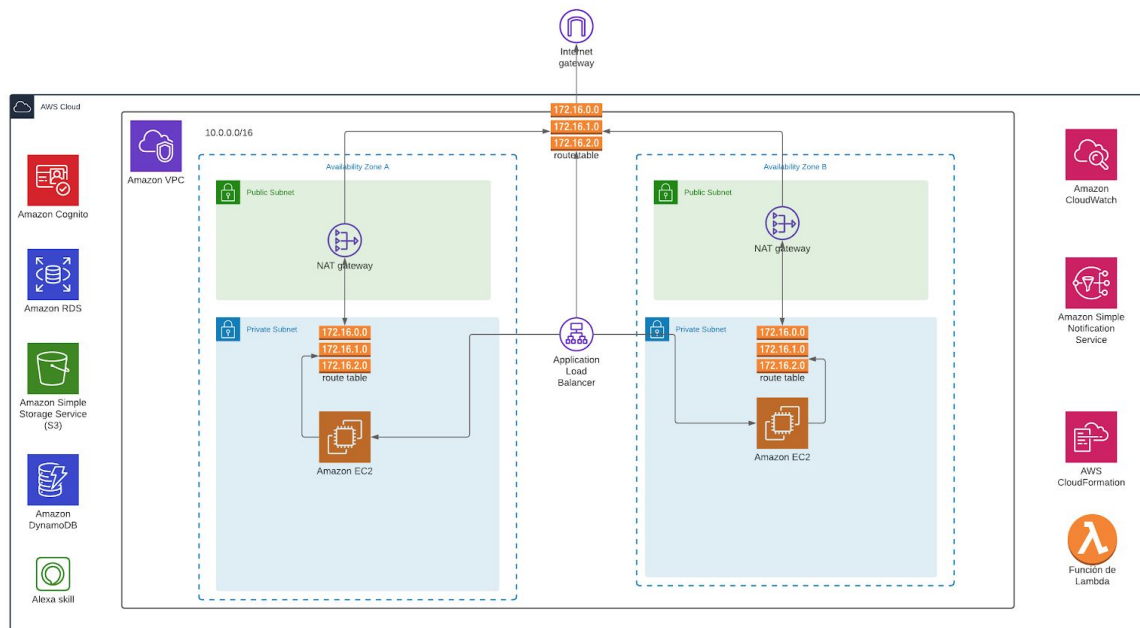 Internet
gateway
AWS Cloud
172.16.0.0
172.16.1.0
172.16.2.0
route table
10.0.0.0/16
Amazon VPC
Availability Zone A
Availability Zone B
Public Subnet
Public Subnet
NAT gateway
NAT gateway
Private Subnet
172.16.0.0
172.16.1.0
172.16.2.0
route table
Private Subnet
172.16.0.0
172.16.1.0
172.16.2.0
route table
Application
Load
Balancer
Amazon EC2
Amazon EC2
Amazon Cognito
Amazon RDS
Amazon Simple
Storage Service
(S3)
Amazon
DynamoDB
Alexa skill
Amazon
CloudWatch
Amazon Simple
Notification
Service
AWS
CloudFormation
Función de
Lambda